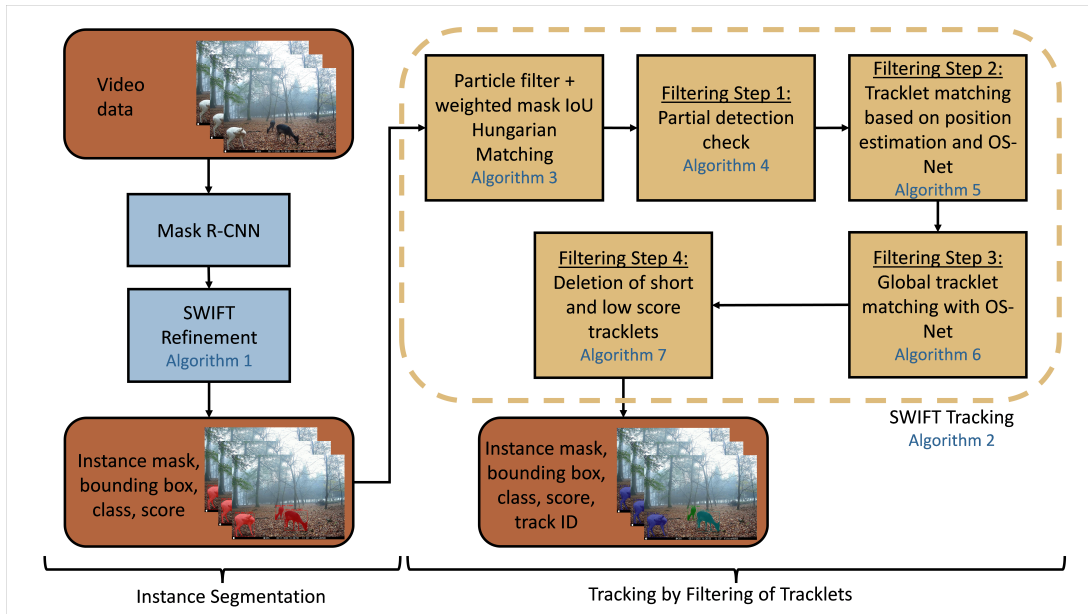 Video
data
Mask R-CNN
SWIFT
Refinement
Algorithm 1
Instance mask,
bounding box,
class, score
Instance Segmentation
Particle filter +
weighted mask IoU
Hungarian
Matching
Algorithm 3
Filtering Step 1:
Partial detection
check
Algorithm 4
Filtering Step 2:
Tracklet matching
based on position
estimation and OS-
Net
Algorithm 5
Filtering Step 3:
Global tracklet
matching with OS-
Net
Algorithm 6
Filtering Step 4:
Deletion of short
and low score
tracklets
Algorithm 7
SWIFT Tracking
Algorithm 2
Instance mask,
bounding box,
class, score,
track ID
Tracking by Filtering of Tracklets